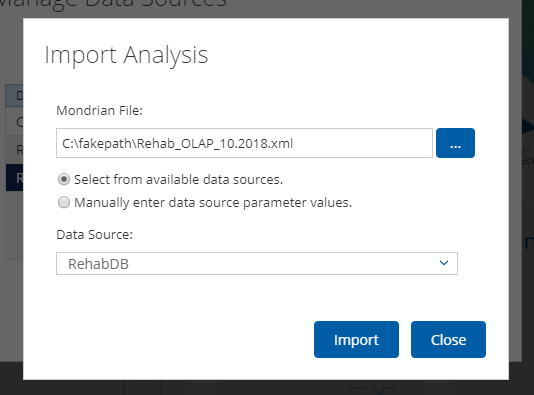 Manage Data Sources
Import Analysis
Mondrian File:
C:\fakepath\Rehab_OLAP_10.2018.xml
...
Select from available data sources.
Manually enter data source parameter values.
Data Source:
RehabDB
Import
Close